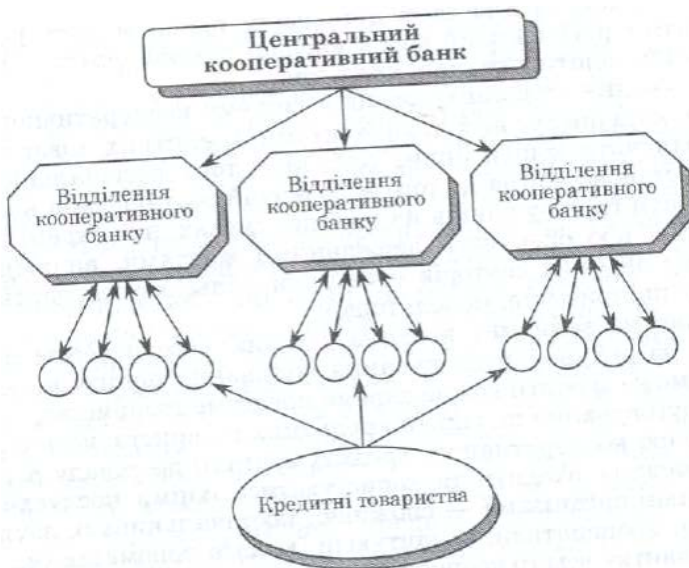 Центральний
кооперативний банк
Відділення
кооперативного
банку
Відділення
кооперативного
банку
Відділення
кооперативного
банку
Кредитні товариства